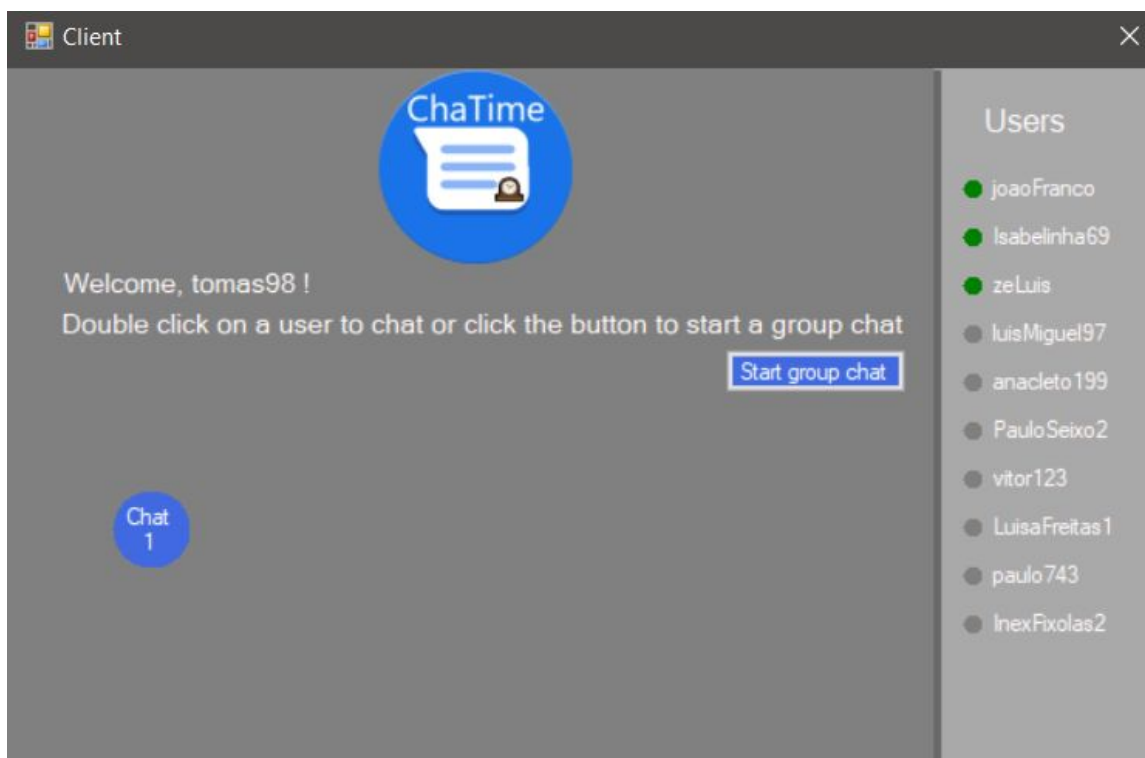 Client
ChaTime
Welcome, tomas98 !
Double click on a user to chat or click the button to start a group chat
Start group chat
Chat
1
Users
joaoFranco
Isabelinha69
zeLuis
luisMiguel97
anacleto199
PauloSeixo2
vitor123
LuisaFreitas1
paulo743
InexFixolas2